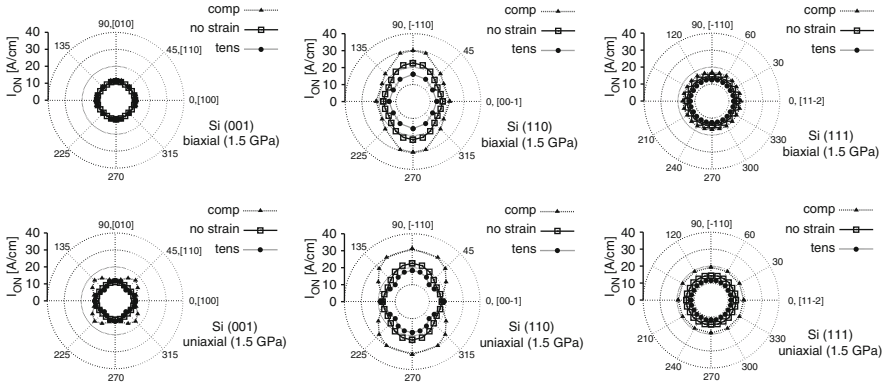 90,[010]
comp
no strain
tens
135
45,[110]
0,[100]
40
30
20
10
0
I_ON [A/cm]
225
315
270
Si (001)
biaxial (1.5 GPa)
90, [-110]
comp
no strain
tens
135
45
0, [00-1]
40
30
20
10
0
I_ON [A/cm]
225
315
270
Si (110)
biaxial (1.5 GPa)
90, [-110]
comp
no strain
tens
120
60
30
0, [11-2]
40
30
20
10
0
I_ON [A/cm]
210
330
240
300
270
Si (111)
biaxial (1.5 GPa)
90,[010]
comp
no strain
tens
135
45,[110]
0,[100]
40
30
20
10
0
I_ON [A/cm]
225
315
270
Si (001)
uniaxial (1.5 GPa)
90, [-110]
comp
no strain
tens
135
45
0, [00-1]
40
30
20
10
0
I_ON [A/cm]
225
315
270
Si (110)
uniaxial (1.5 GPa)
90, [-110]
comp
no strain
tens
120
60
30
0, [11-2]
40
30
20
10
0
I_ON [A/cm]
210
330
240
300
270
Si (111)
uniaxial (1.5 GPa)